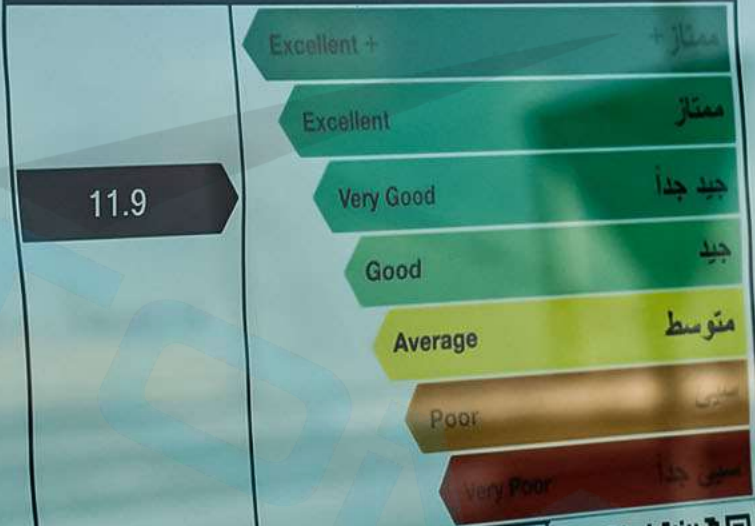 Excellent + ممتاز +
Excellent ممتاز
11.9
Very Good جيد جداً
Good جيد
Average متوسط
Poor سيئ
Very Poor سيئ جداً